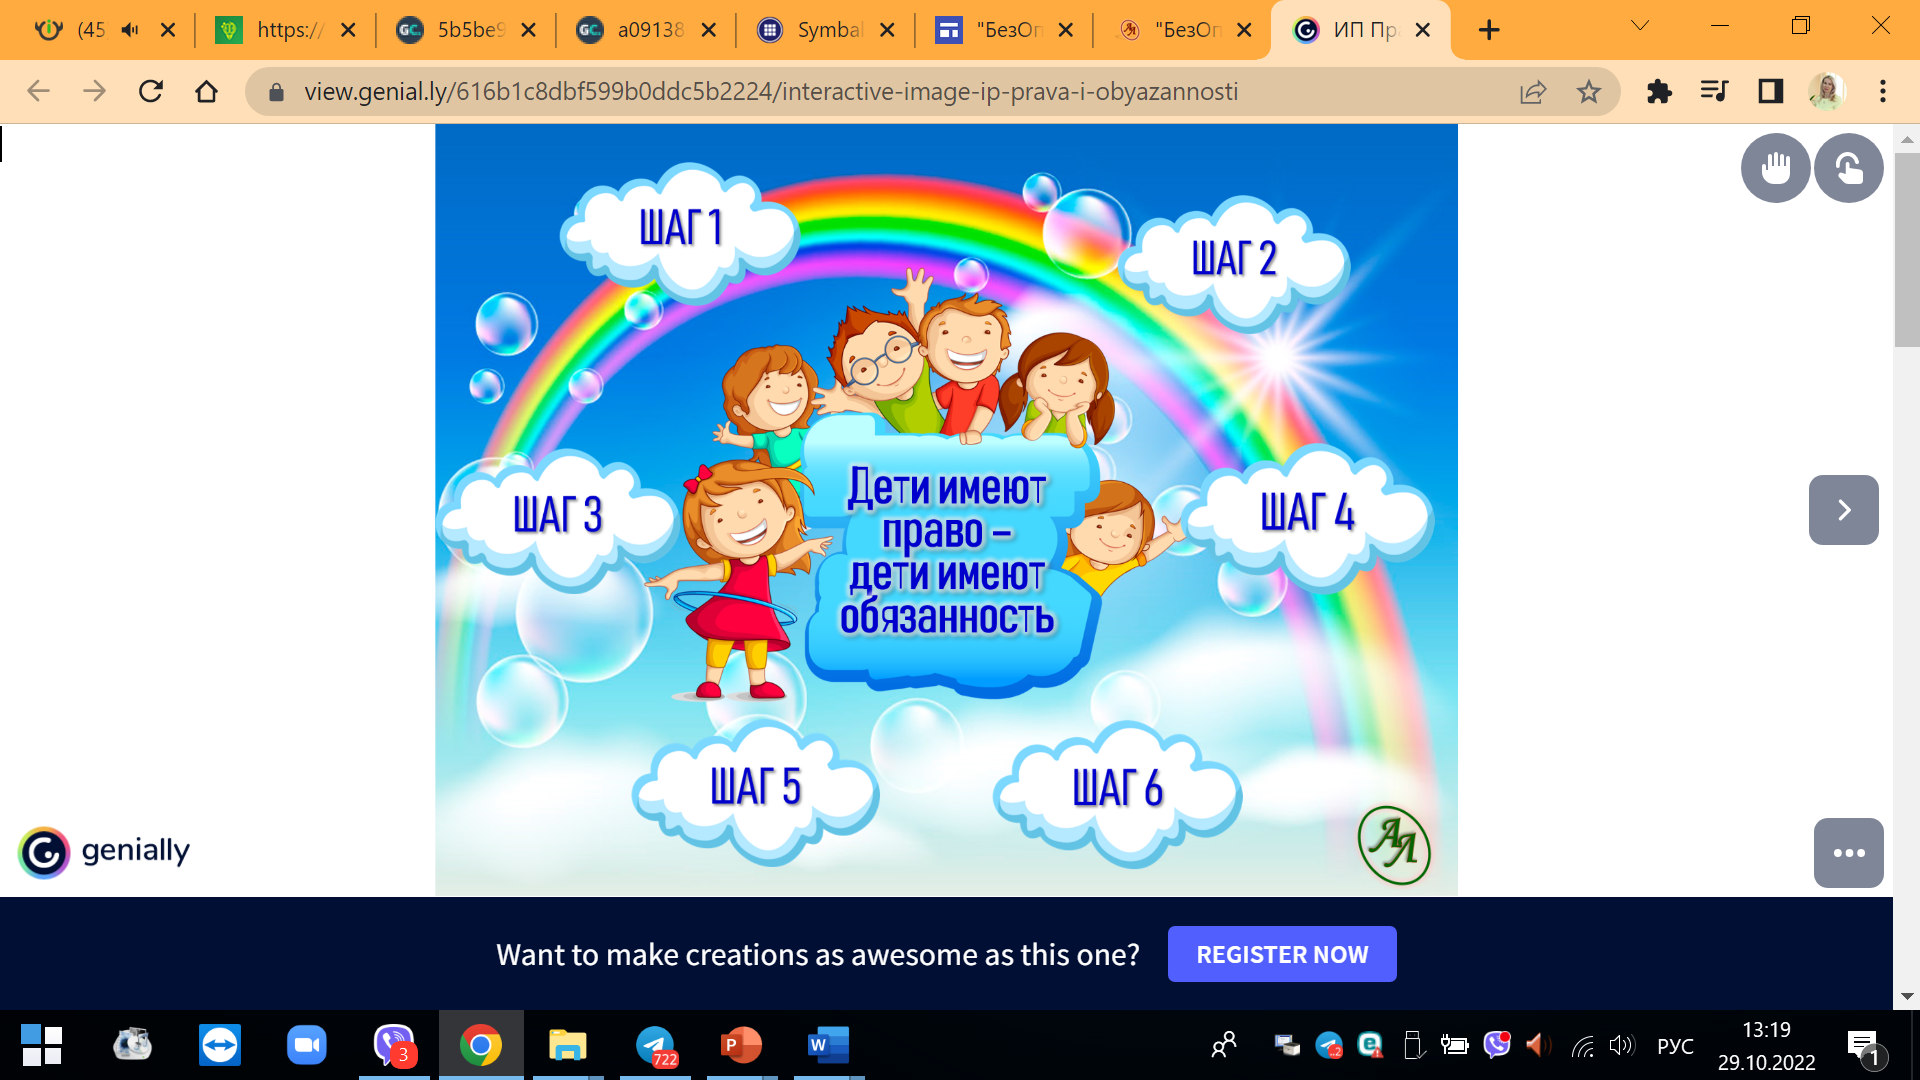 (45
https://
5b5be9
a09138
Symbal
"БезОп
"БезОп
ИП Пра
view.genial.ly/616b1c8dbf599b0ddc5b2224/interactive-image-ip-prava-i-obyazannosti
ШАГ 1
ШАГ 2
ШАГ 3
Дети имеют
право –
дети имеют
обязанность
ШАГ 4
ШАГ 5
ШАГ 6
АЛ
genially
Want to make creations as awesome as this one?
REGISTER NOW
3
722
P
W
РУС
13:19
29.10.2022
1